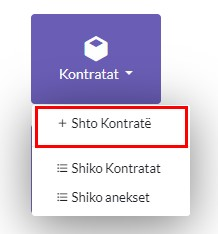 Kontratat
+ Shto Kontratë
Shiko Kontratat
Shiko anekset